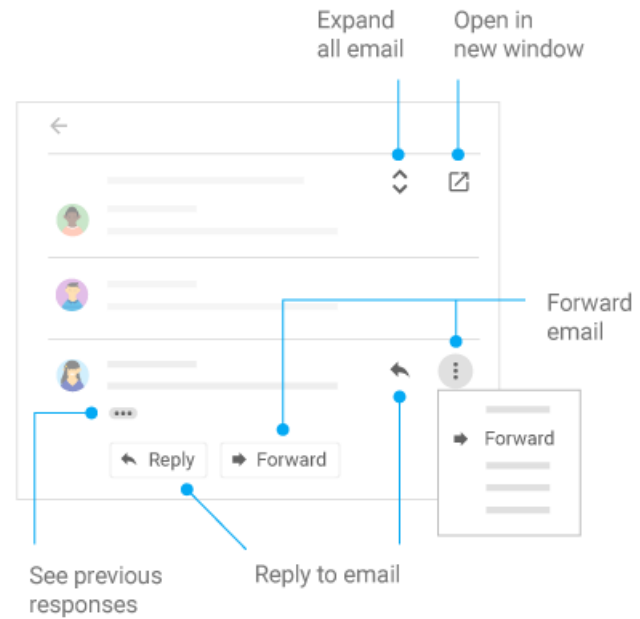 Expand
all email
Open in
new window
Forward
email
Forward
Reply
Forward
See previous
responses
Reply to email